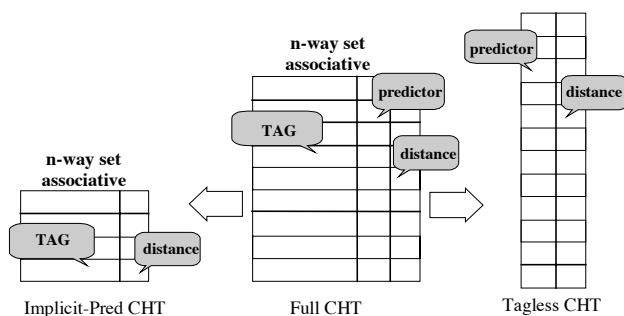 n-way set
associative
predictor
TAG
distance
n-way set
associative
TAG
distance
predictor
distance
Implicit-Pred CHT
Full CHT
Tagless CHT